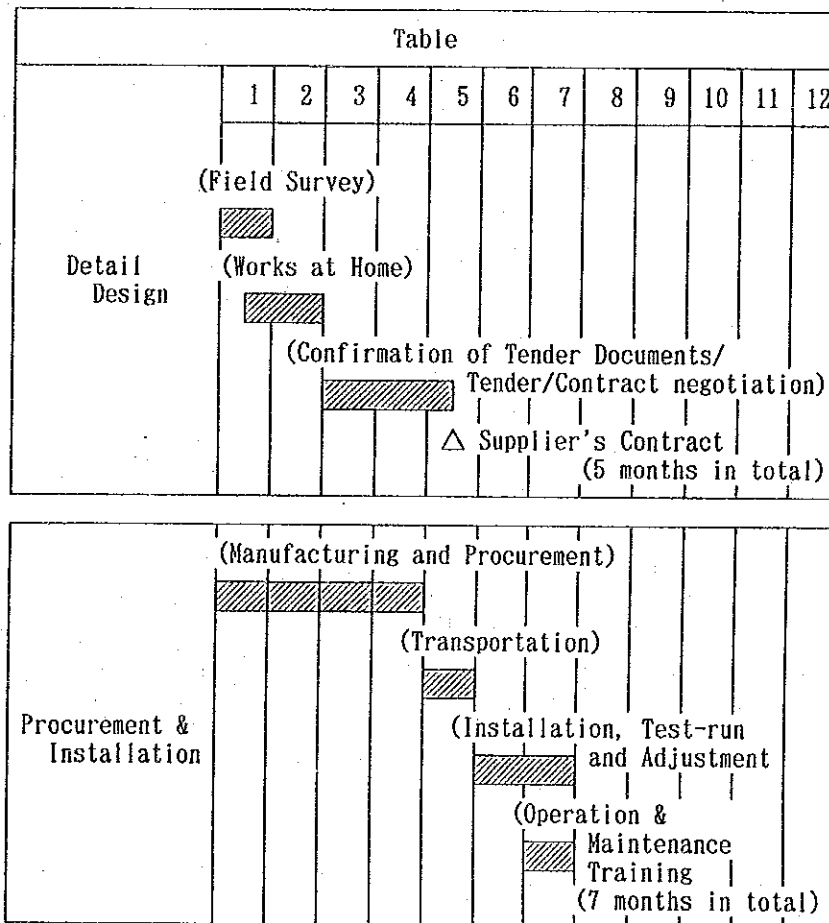 Table
1 2 3 4 5 6 7 8 9 10 11 12
(Field Survey)
Detail
Design
(Works at Home)
(Confirmation of Tender Documents/
Tender/Contract negotiation)
△ Supplier's Contract
(5 months in total)
(Manufacturing and Procurement)
(Transportation)
Procurement &
Installation
(Installation, Test-run
and Adjustment
(Operation &
Maintenance
Training
(7 months in total)